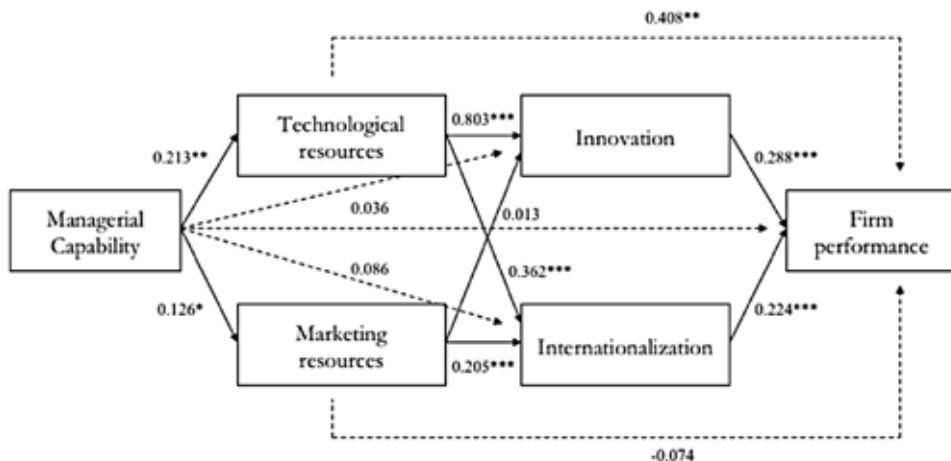 0.408**
Technological
resources
0.803***
Innovation
0.213**
0.288***
Managerial
Capability
0.036
0.013
Firm
performance
0.086
0.362***
0.126*
0.224***
Marketing
resources
Internationalization
0.205***
-0.074